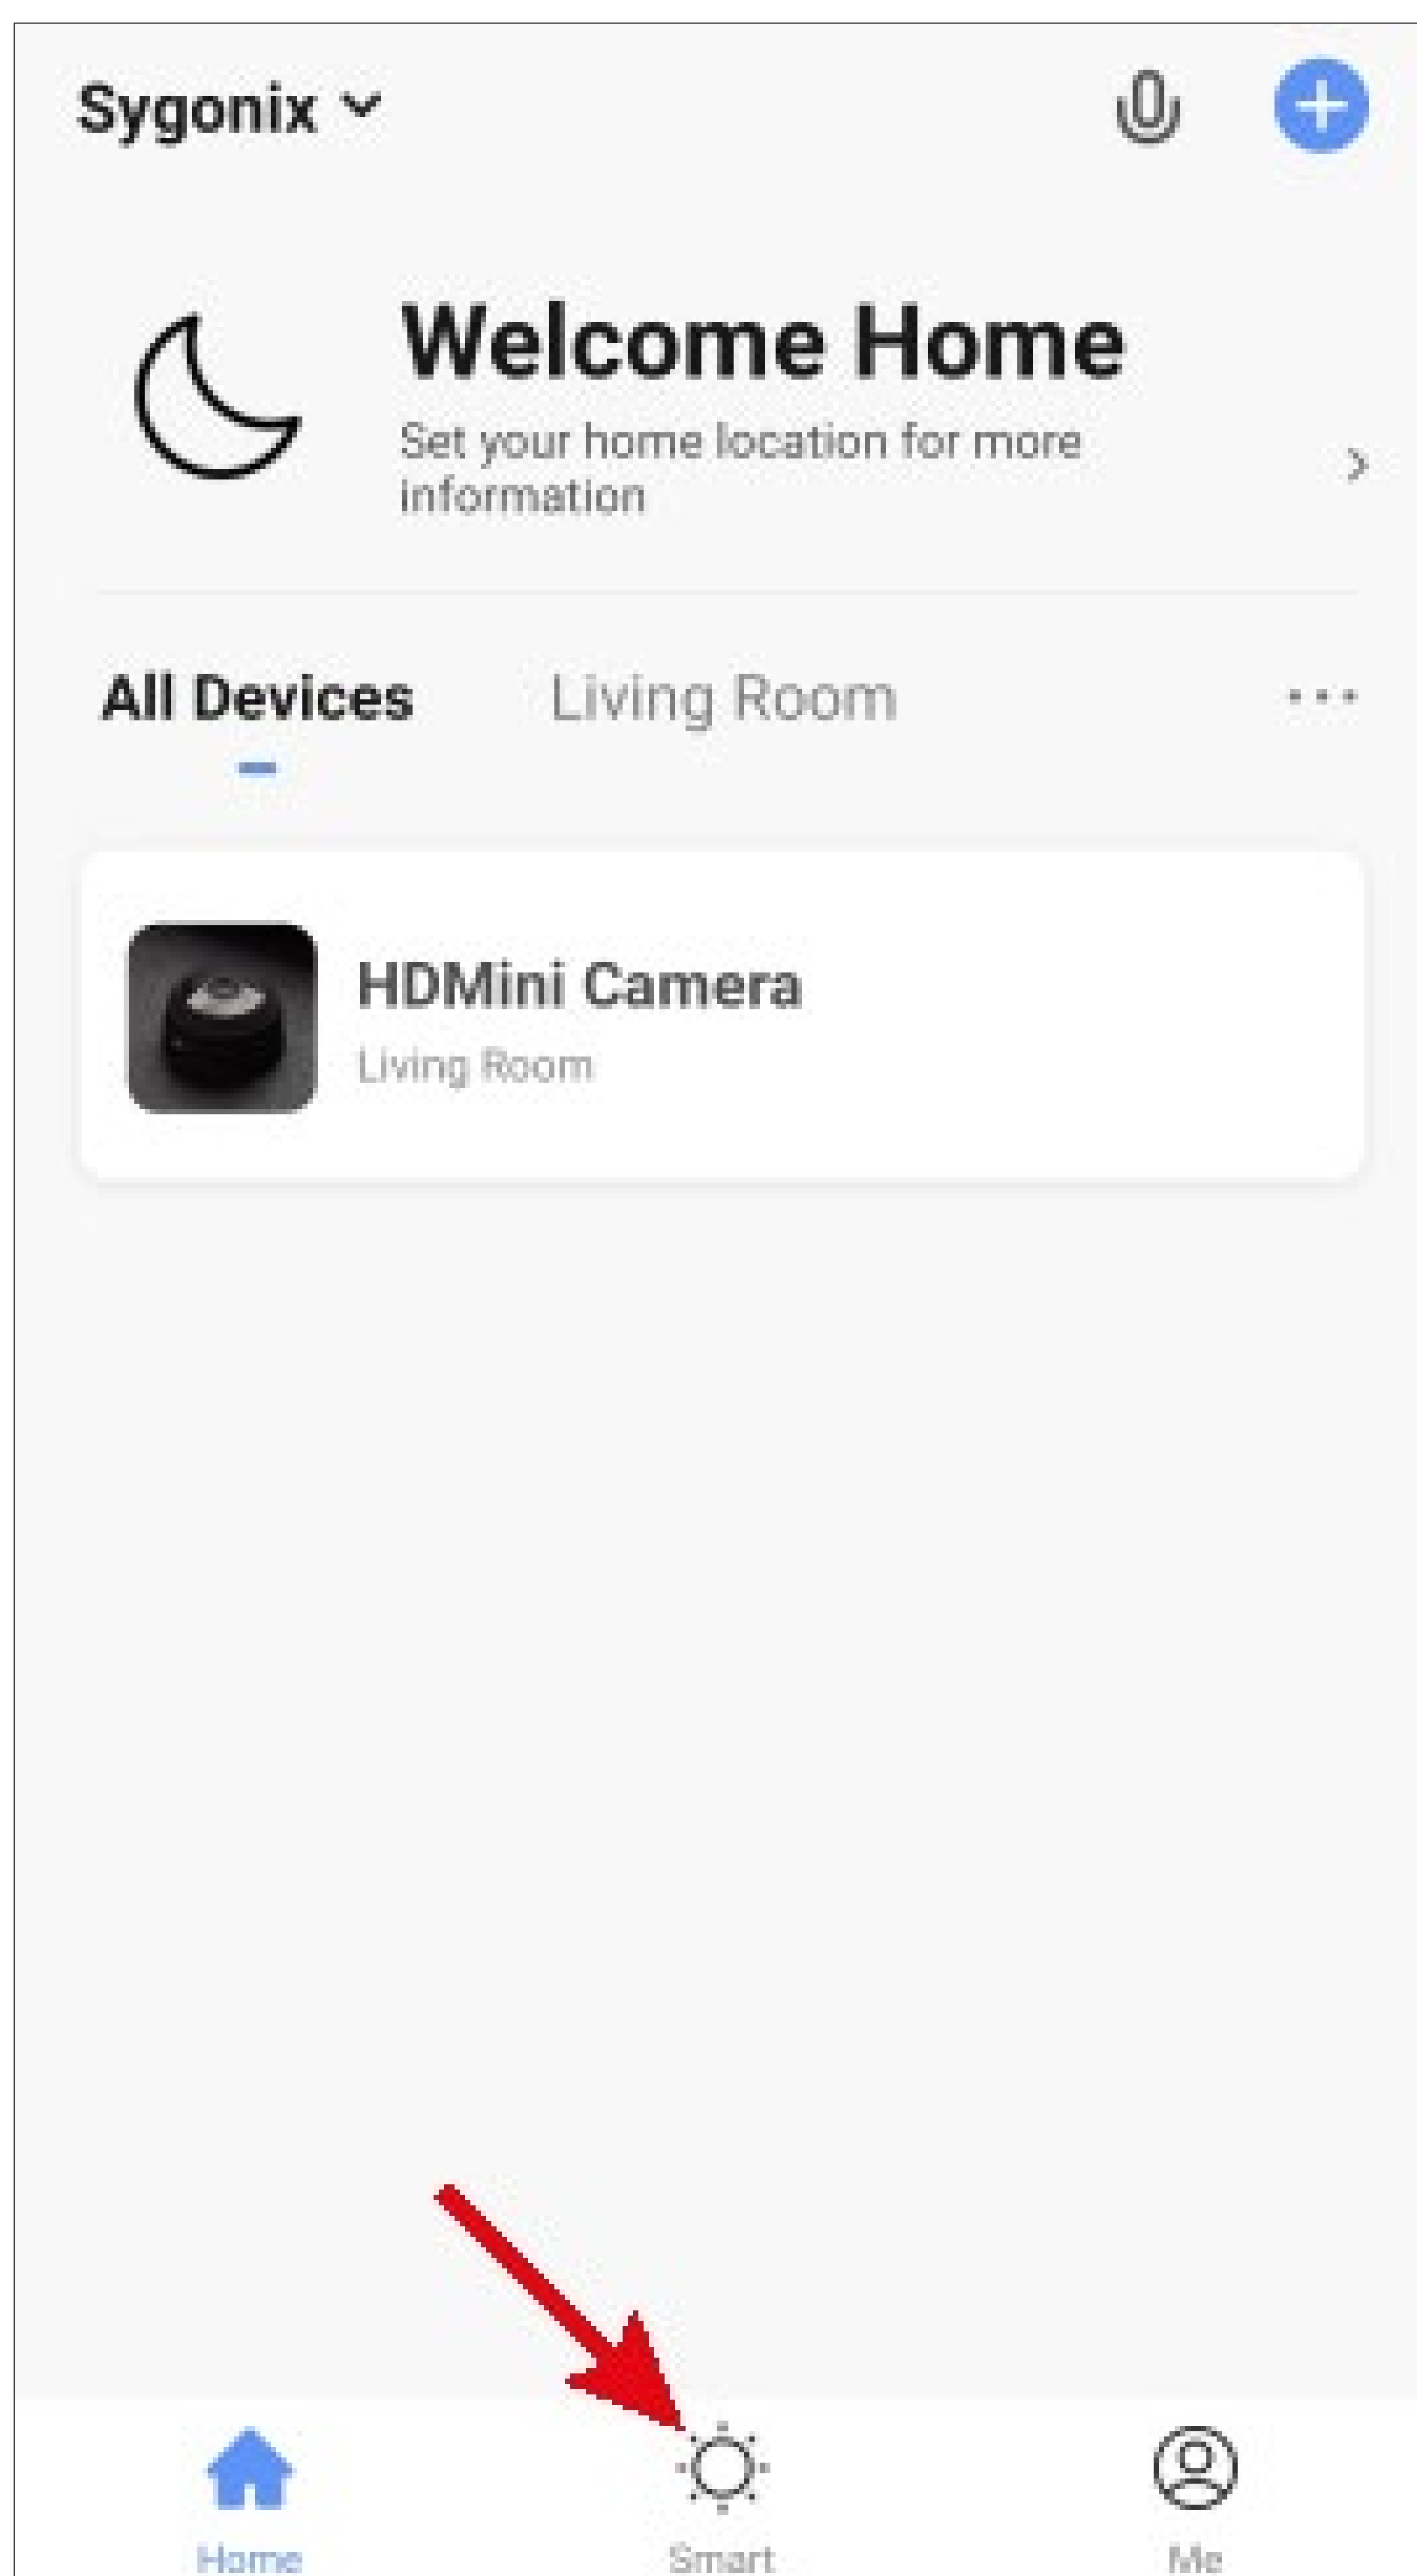 Sygonix
Welcome Home
Set your home location for more
information
All Devices
Living Room
HDMini Camera
Living Room
Home
Smart
Me